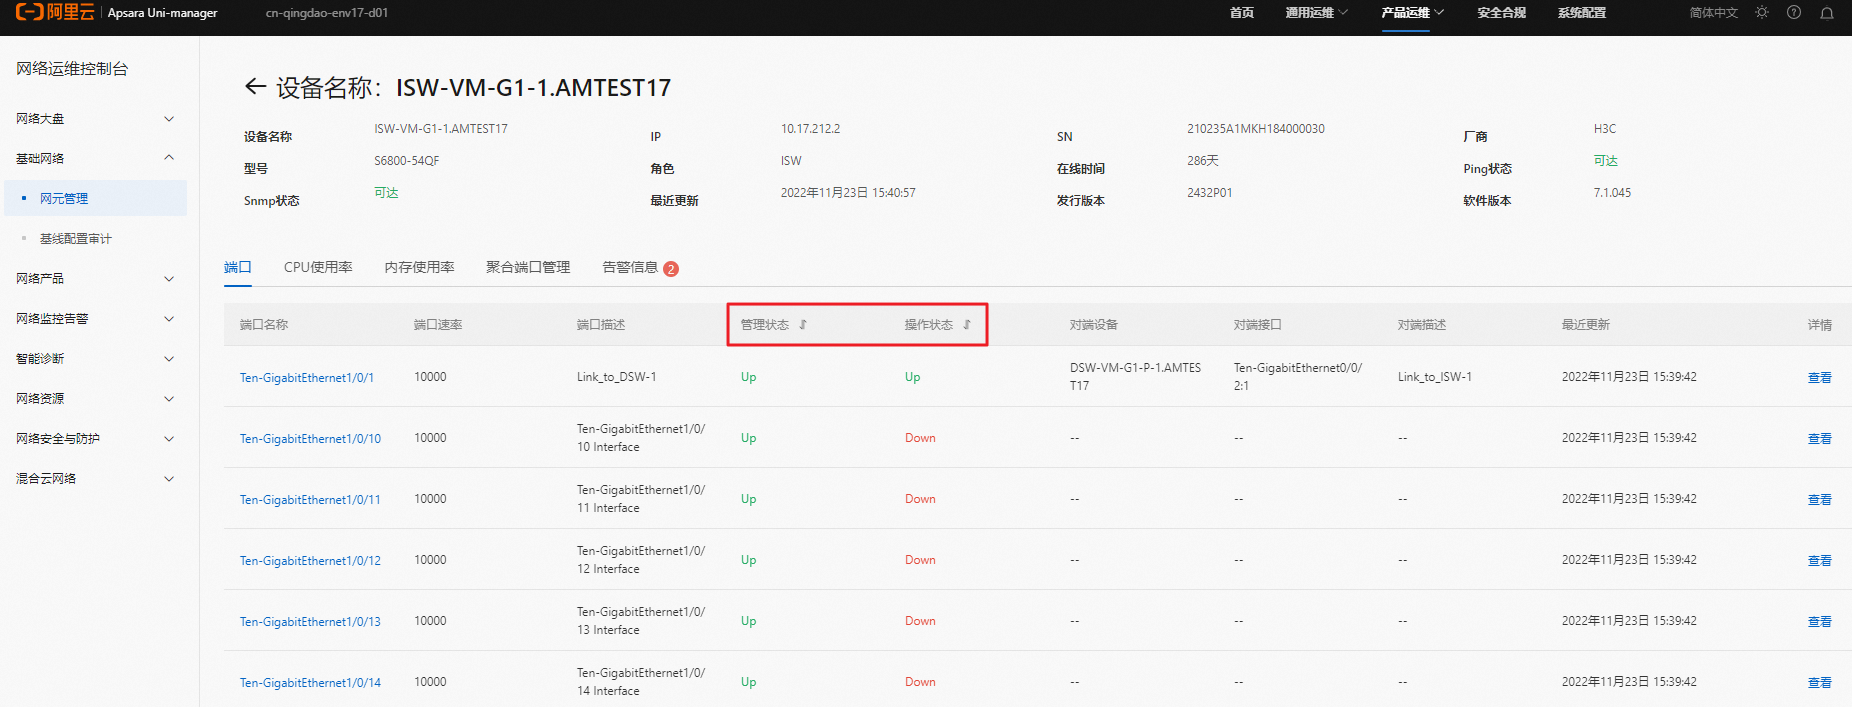 阿里云 Apsara Uni-manager cn-qingdao-env17-d01 首页 通用运维 产品运维 安全合规 系统配置 简体中文
网络运维控制台
网络大盘
基础网络
网元管理
基线配置审计
网络产品
网络监控告警
智能诊断
网络资源
网络安全与防护
混合云网络
设备名称：ISW-VM-G1-1.AMTEST17
设备名称 ISW-VM-G1-1.AMTEST17 IP 10.17.212.2 SN 210235A1MKH184000030 厂商 H3C
型号 S6800-54QF 角色 ISW 在线时间 286天 Ping状态 可达
Snmp状态 可达 最近更新 2022年11月23日 15:40:57 发行版本 2432P01 软件版本 7.1.045
端口 CPU使用率 内存使用率 聚合端口管理 告警信息 2
端口名称 端口速率 端口描述 管理状态 操作状态 对端设备 对端接口 对端描述 最近更新 详情
Ten-GigabitEthernet1/0/1 10000 Link_to_DSW-1 Up Up DSW-VM-G1-P-1.AMTES Ten-GigabitEthernet0/0/ Link_to_ISW-1 2022年11月23日 15:39:42 查看
T17 2:1
Ten-GigabitEthernet1/0/10 10000 Ten-GigabitEthernet1/0/ Up Down -- -- -- 2022年11月23日 15:39:42 查看
10 Interface
Ten-GigabitEthernet1/0/11 10000 Ten-GigabitEthernet1/0/ Up Down -- -- -- 2022年11月23日 15:39:42 查看
11 Interface
Ten-GigabitEthernet1/0/12 10000 Ten-GigabitEthernet1/0/ Up Down -- -- -- 2022年11月23日 15:39:42 查看
12 Interface
Ten-GigabitEthernet1/0/13 10000 Ten-GigabitEthernet1/0/ Up Down -- -- -- 2022年11月23日 15:39:42 查看
13 Interface
Ten-GigabitEthernet1/0/14 10000 Ten-GigabitEthernet1/0/ Up Down -- -- -- 2022年11月23日 15:39:42 查看
14 Interface